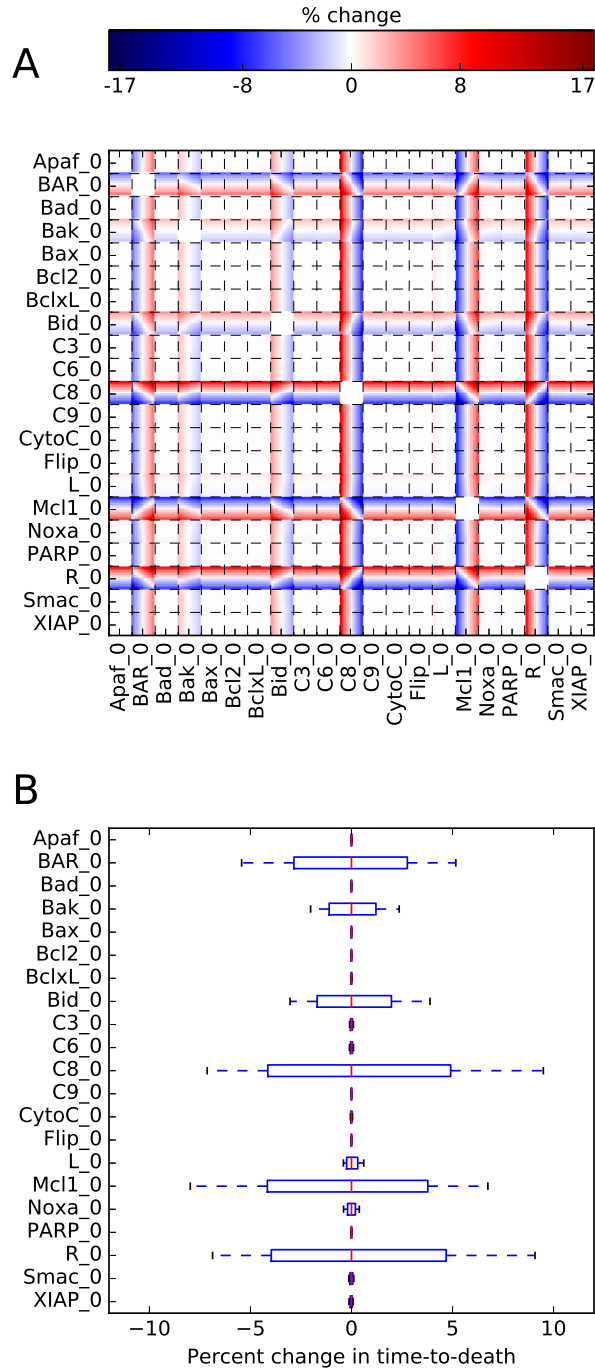 % change
A
-17 -8 0 8 17
Apaf_0
BAR_0
Bad_0
Bak_0
Bax_0
Bcl2_0
BclxL_0
Bid_0
C3_0
C6_0
C8_0
C9_0
CytoC_0
Flip_0
L_0
Mcl1_0
Noxa_0
PARP_0
R_0
Smac_0
XIAP_0
Apaf_0
BAR_0
Bad_0
Bak_0
Bax_0
Bcl2_0
BclxL_0
Bid_0
C3_0
C6_0
C8_0
C9_0
CytoC_0
Flip_0
L_0
Mcl1_0
Noxa_0
PARP_0
R_0
Smac_0
XIAP_0
B
Apaf_0
BAR_0
Bad_0
Bak_0
Bax_0
Bcl2_0
BclxL_0
Bid_0
C3_0
C6_0
C8_0
C9_0
CytoC_0
Flip_0
L_0
Mcl1_0
Noxa_0
PARP_0
R_0
Smac_0
XIAP_0
−10 −5 0 5 10
Percent change in time-to-death